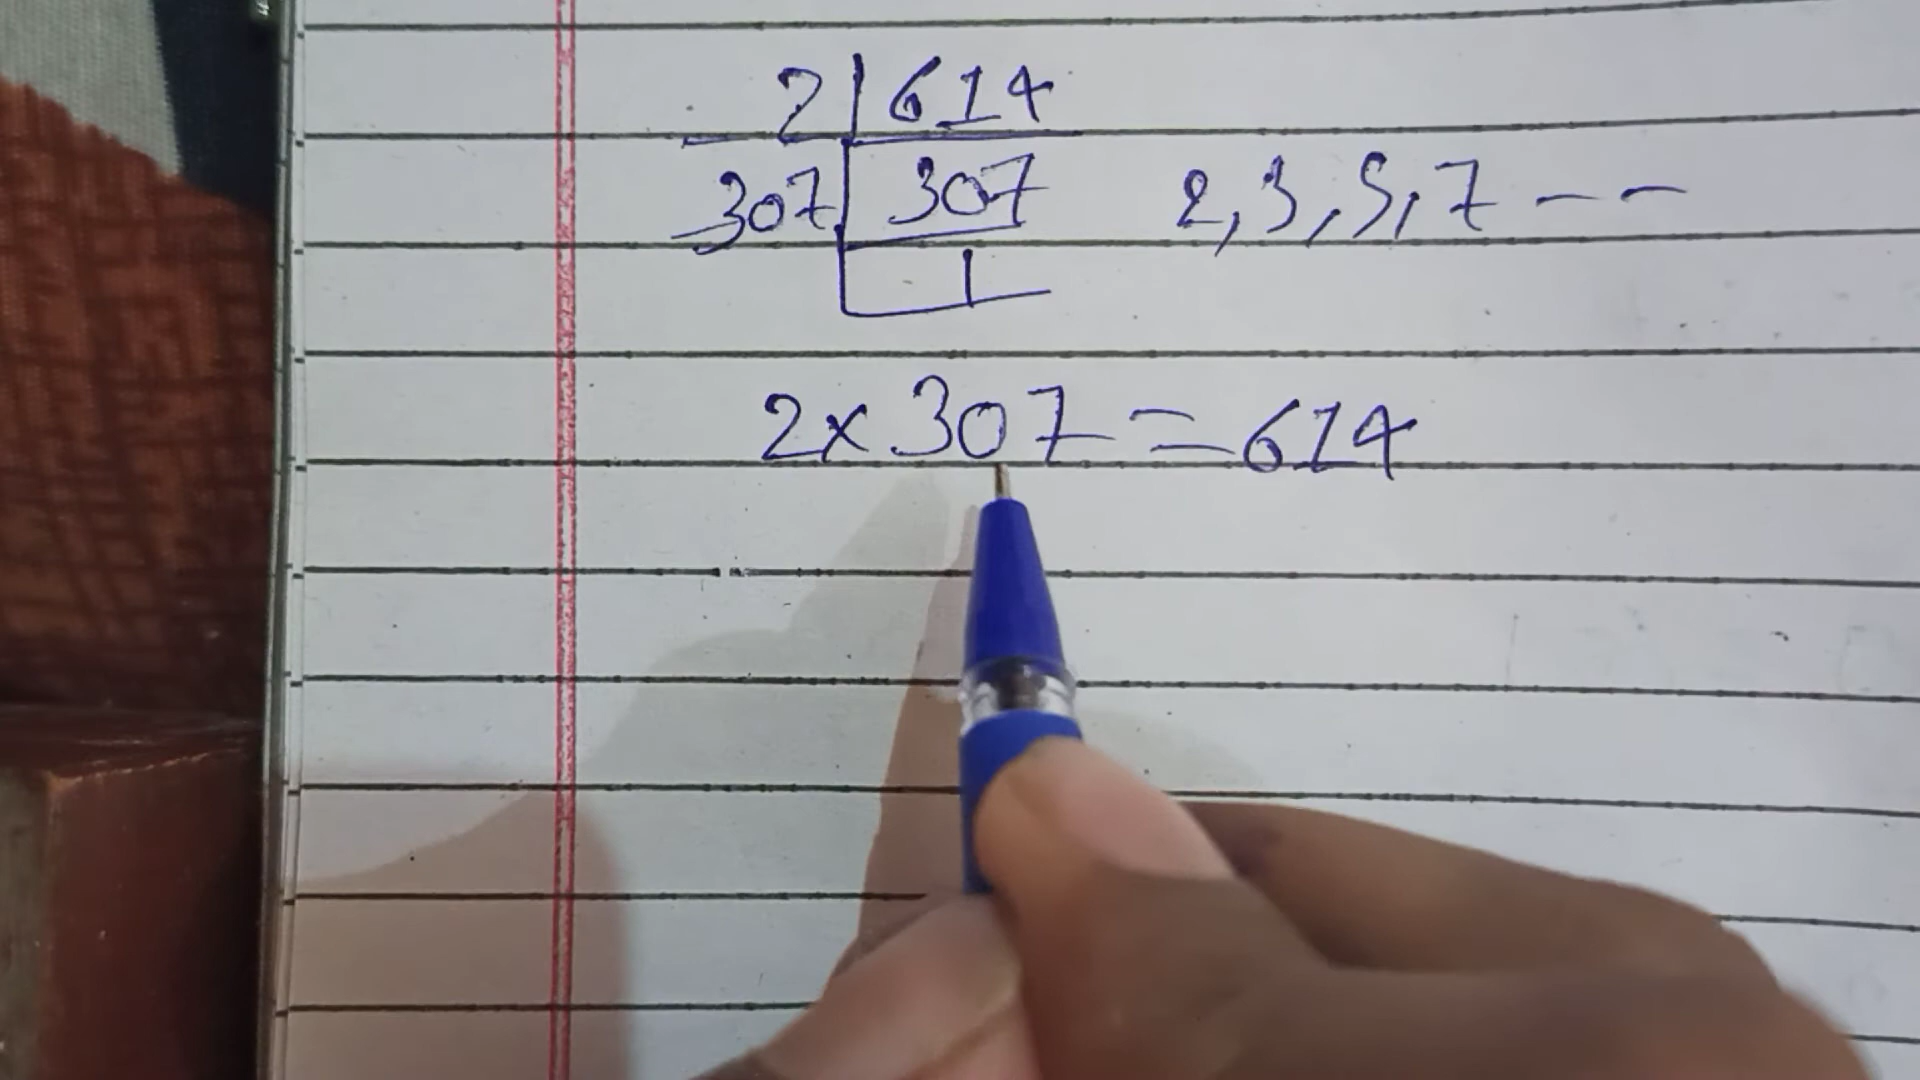 2 | 614
307 | 307 2, 3, 5, 7 - -
1
2 x 307 = 614